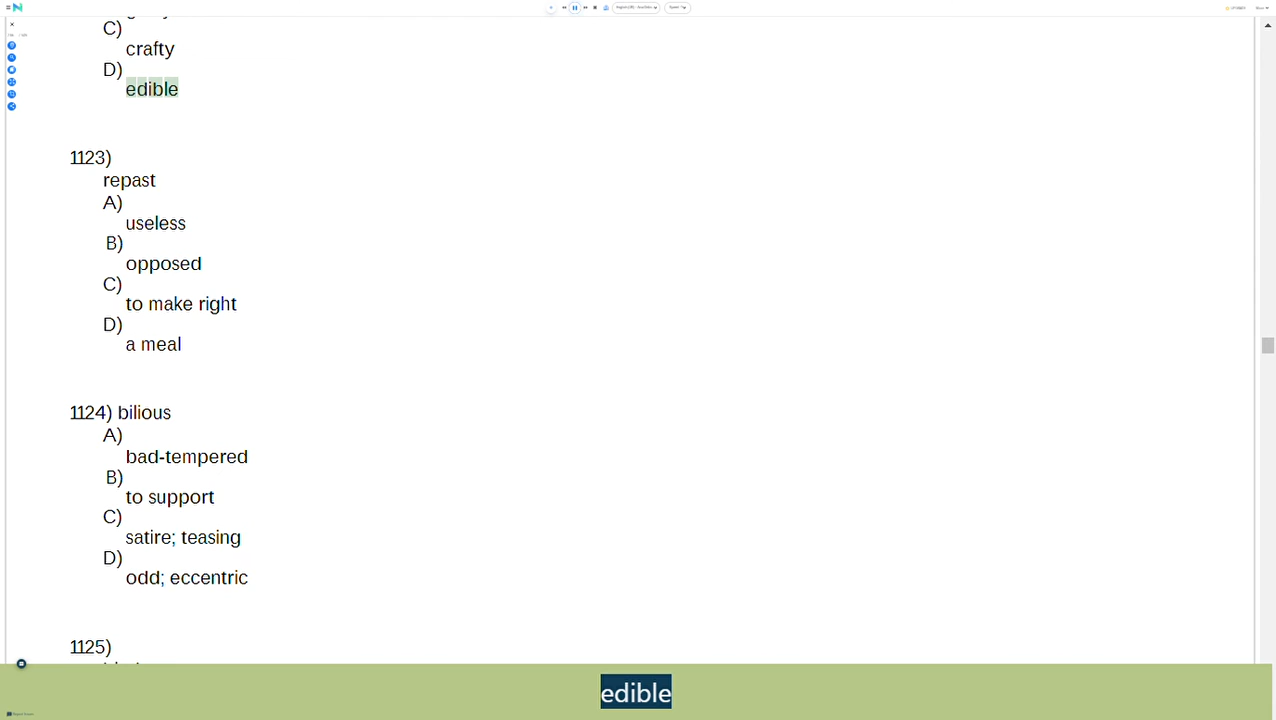 C)
crafty
D)
edible
1123)
repast
A)
useless
B)
opposed
C)
to make right
D)
a meal
1124) bilious
A)
bad-tempered
B)
to support
C)
satire; teasing
D)
odd; eccentric
1125)
edible